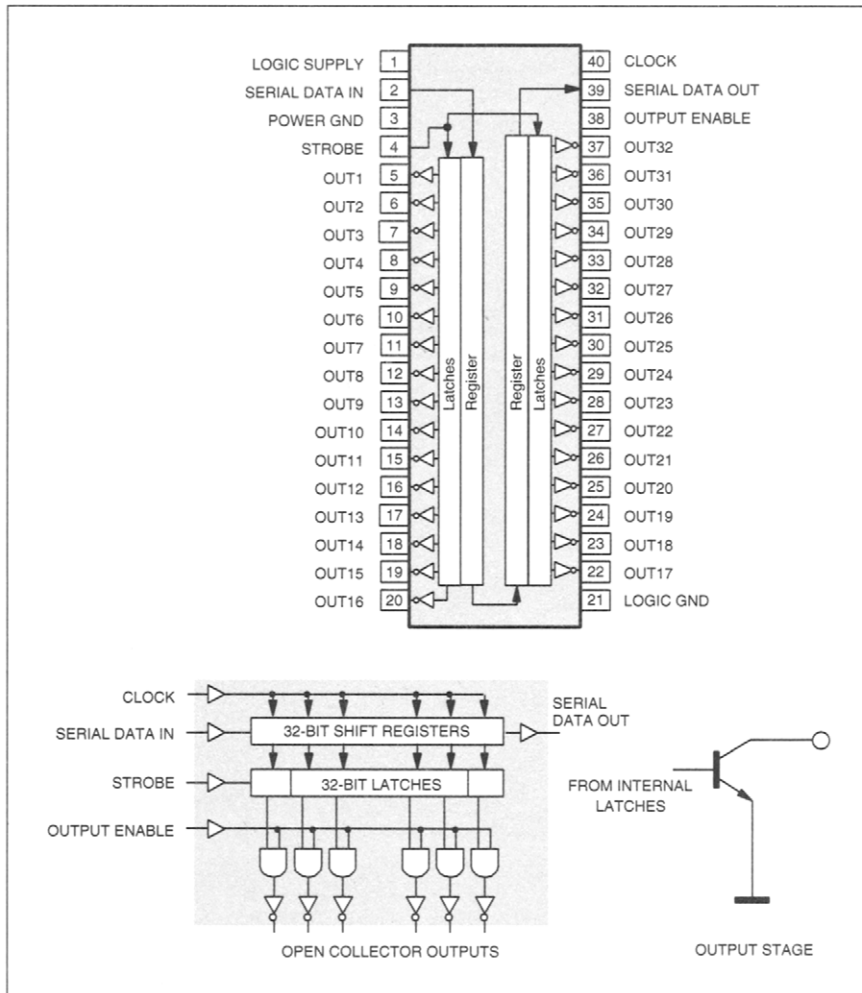 LOGIC SUPPLY 1 40 CLOCK
SERIAL DATA IN 2 39 SERIAL DATA OUT
POWER GND 3 38 OUTPUT ENABLE
STROBE 4 37 OUT32
OUT1 5 36 OUT31
OUT2 6 35 OUT30
OUT3 7 34 OUT29
OUT4 8 33 OUT28
OUT5 9 32 OUT27
OUT6 10 31 OUT26
OUT7 11 30 OUT25
OUT8 12 29 OUT24
OUT9 13 28 OUT23
OUT10 14 27 OUT22
OUT11 15 26 OUT21
OUT12 16 25 OUT20
OUT13 17 24 OUT19
OUT14 18 23 OUT18
OUT15 19 22 OUT17
OUT16 20 21 LOGIC GND
Latches
Register
Register
Latches
CLOCK
SERIAL DATA IN
32-BIT SHIFT REGISTERS
SERIAL
DATA OUT
STROBE
32-BIT LATCHES
OUTPUT ENABLE
OPEN COLLECTOR OUTPUTS
FROM INTERNAL
LATCHES
OUTPUT STAGE